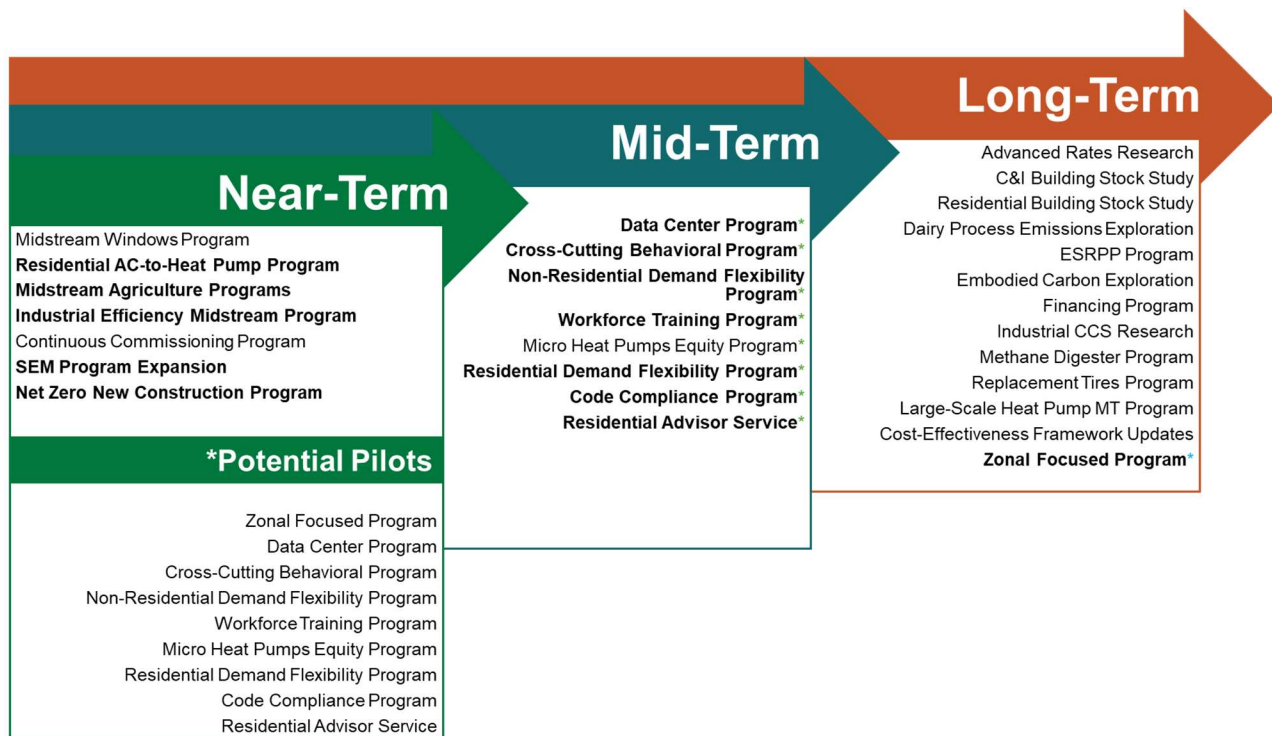 Near-Term
Midstream Windows Program
Residential AC-to-Heat Pump Program
Midstream Agriculture Programs
Industrial Efficiency Midstream Program
Continuous Commissioning Program
SEM Program Expansion
Net Zero New Construction Program
*Potential Pilots
Zonal Focused Program
Data Center Program
Cross-Cutting Behavioral Program
Non-Residential Demand Flexibility Program
Workforce Training Program
Micro Heat Pumps Equity Program
Residential Demand Flexibility Program
Code Compliance Program
Residential Advisor Service
Mid-Term
Data Center Program*
Cross-Cutting Behavioral Program*
Non-Residential Demand Flexibility
Program*
Workforce Training Program*
Micro Heat Pumps Equity Program*
Residential Demand Flexibility Program*
Code Compliance Program*
Residential Advisor Service*
Long-Term
Advanced Rates Research
C&I Building Stock Study
Residential Building Stock Study
Dairy Process Emissions Exploration
ESRPP Program
Embodied Carbon Exploration
Financing Program
Industrial CCS Research
Methane Digester Program
Replacement Tires Program
Large-Scale Heat Pump MT Program
Cost-Effectiveness Framework Updates
Zonal Focused Program*